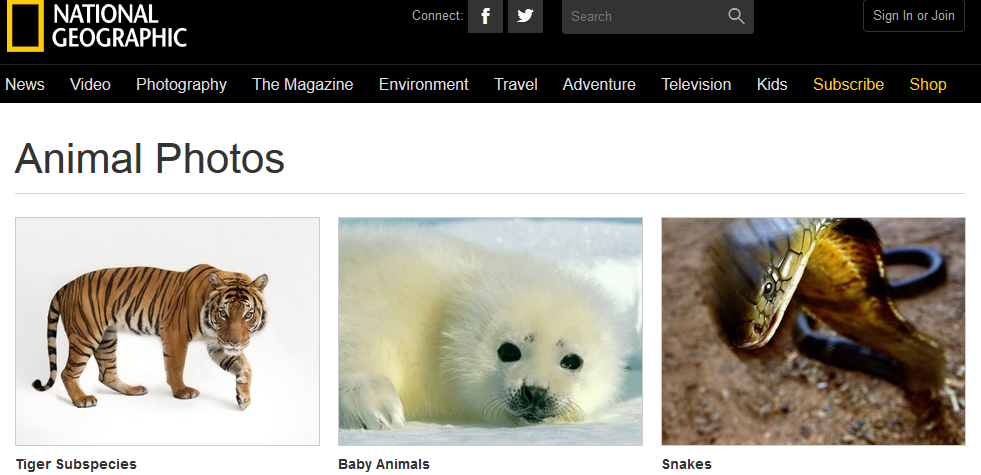 NATIONAL
GEOGRAPHIC
Connect:
Search
Sign In or Join
News Video Photography The Magazine Environment Travel Adventure Television Kids Subscribe Shop
Animal Photos
Tiger Subspecies
Baby Animals
Snakes